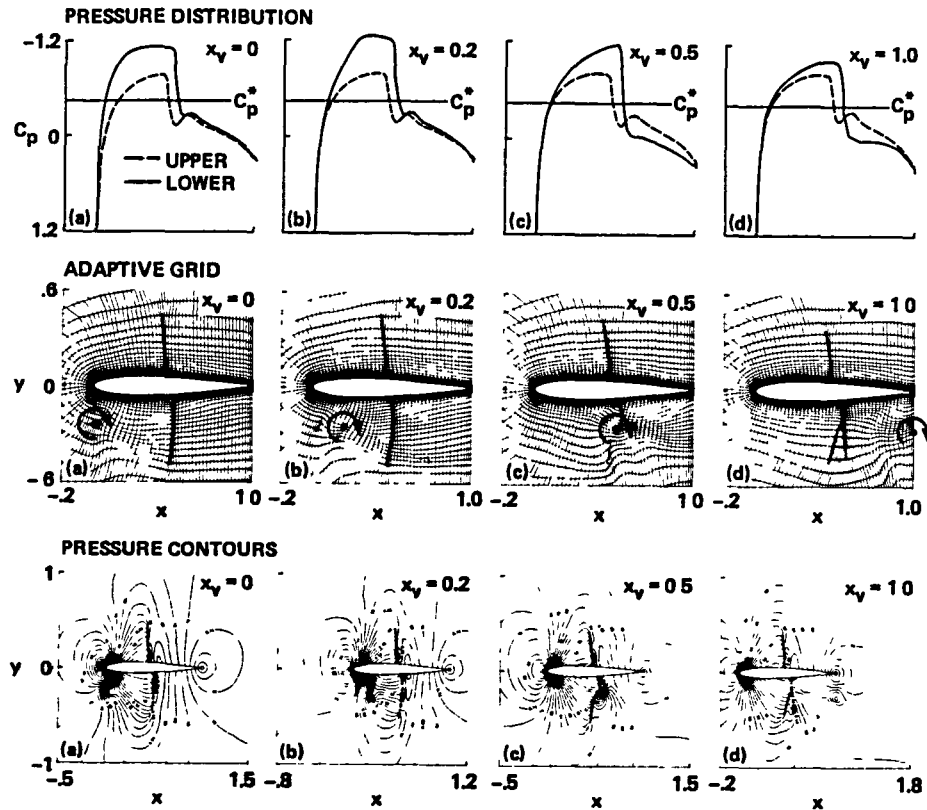 PRESSURE DISTRIBUTION
-1.2
x_v = 0
x_v = 0.2
x_v = 0.5
x_v = 1.0
C_p^*
C_p^*
C_p^*
C_p^*
C_p
0
UPPER
LOWER
1.2
(a)
(b)
(c)
(d)
ADAPTIVE GRID
.6
x_v = 0
x_v = 0.2
x_v = 0.5
x_v = 1 0
y
0
(a)
(b)
(c)
(d)
- 6
-.2
1 0
-.2
1.0
-.2
1 0
-.2
1.0
x
x
x
x
PRESSURE CONTOURS
1
x_v = 0
x_v = 0.2
x_v = 0 5
x_v = 1 0
y
0
(a)
(b)
(c)
(d)
-1
-.5
1.5
-.8
1.2
-.5
1.5
-.2
1.8
x
x
x
x